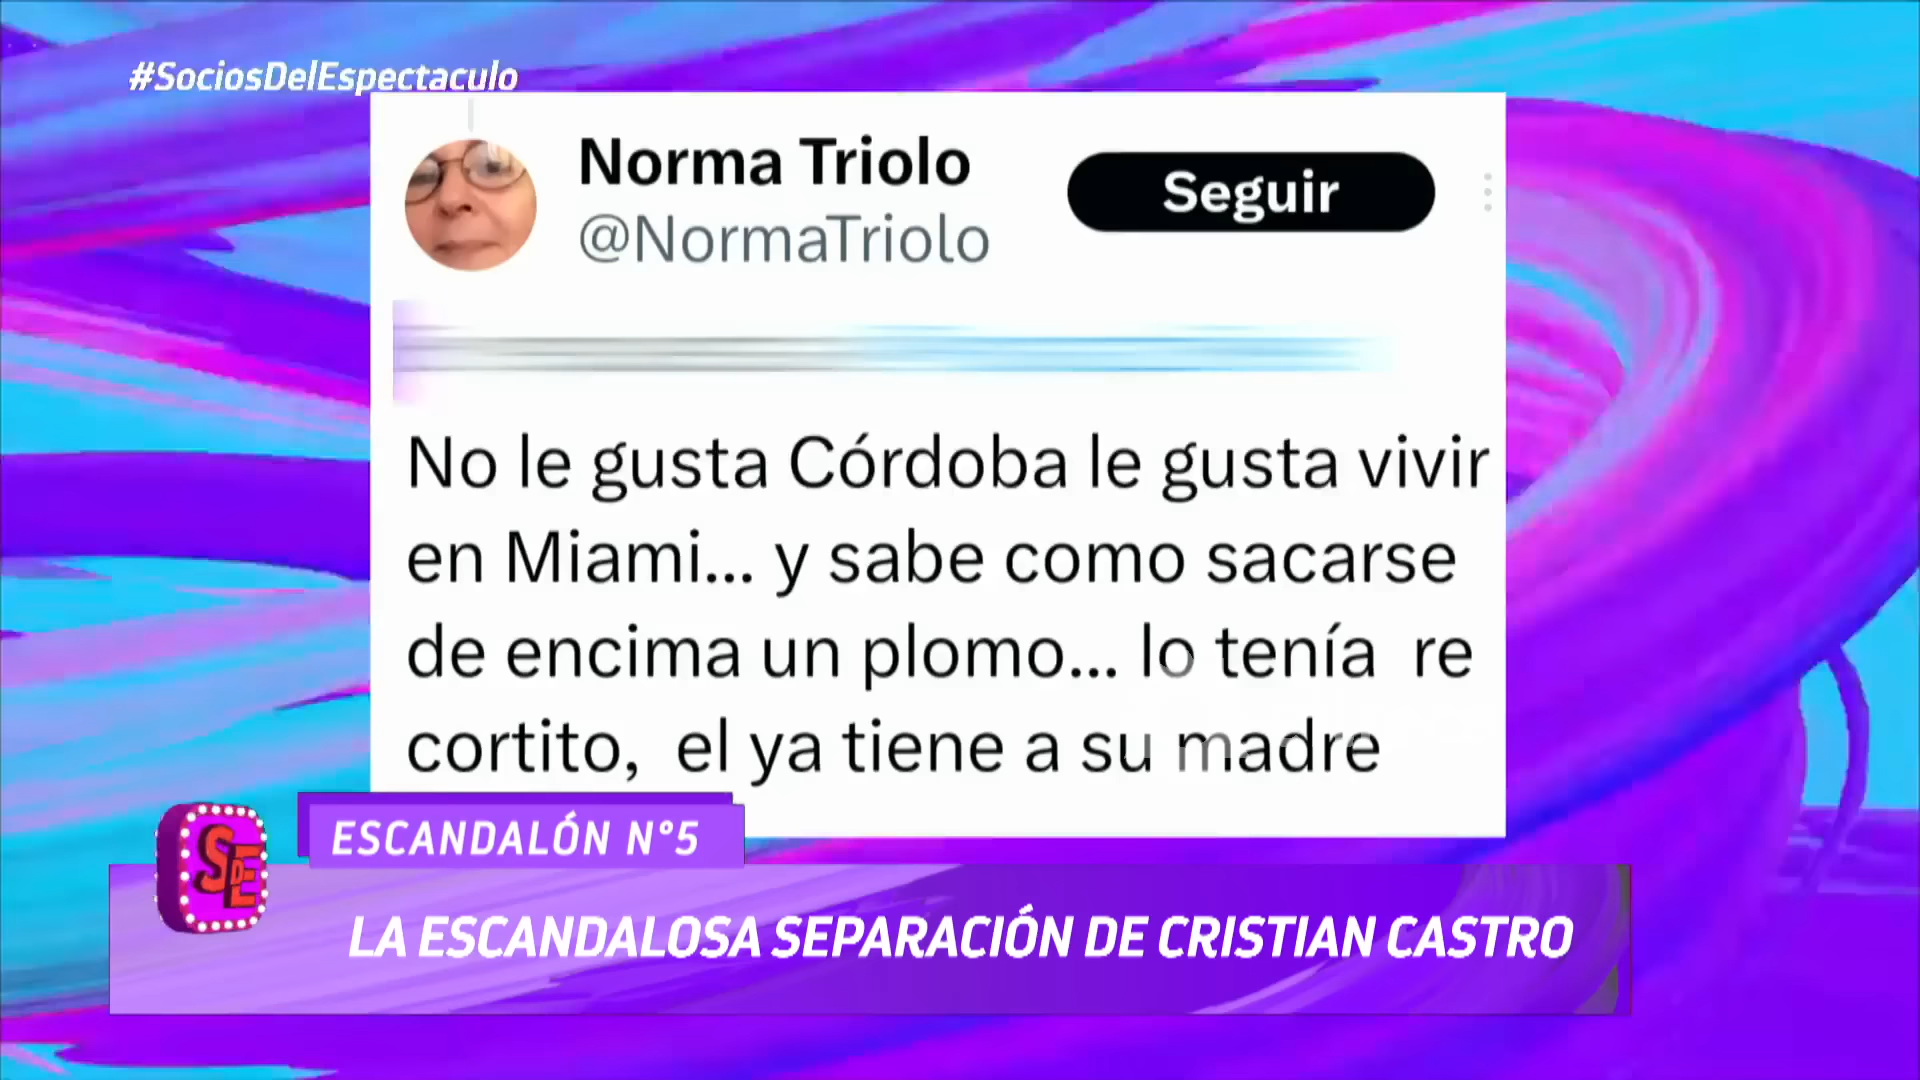 #SociosDelEspectaculo
Norma Triolo
Seguir
@NormaTriolo
No le gusta Córdoba le gusta vivir
en Miami... y sabe como sacarse
de encima un plomo... lo tenía re
cortito, el ya tiene a su madre
ESCANDALÓN N°5
SDE
LA ESCANDALOSA SEPARACIÓN DE CRISTIAN CASTRO